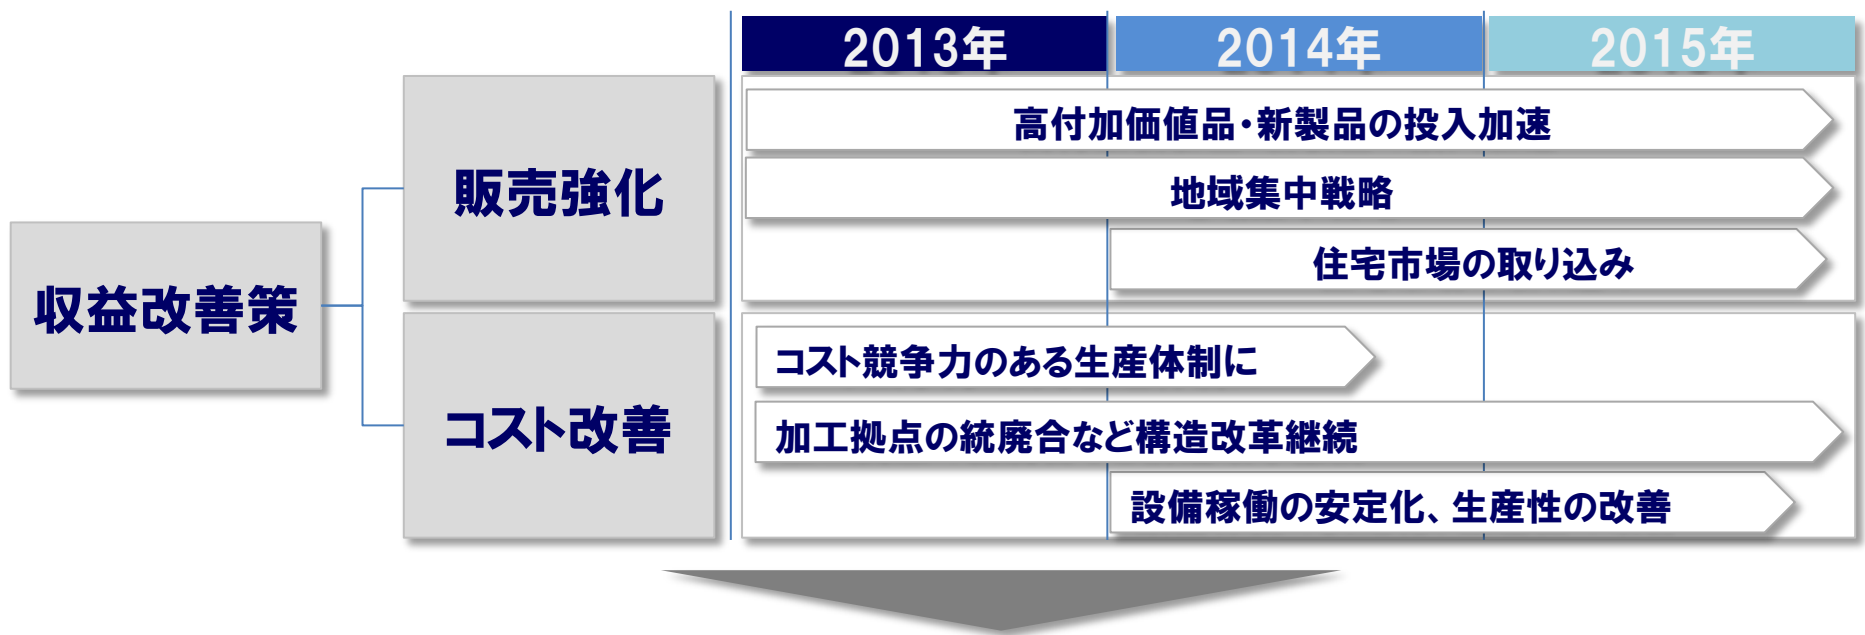 2013年
2014年
2015年
収益改善策
販売強化
高付加価値品・新製品の投入加速
地域集中戦略
住宅市場の取り込み
コスト改善
コスト競争力のある生産体制に
加工拠点の統廃合など構造改革継続
設備稼働の安定化、生産性の改善